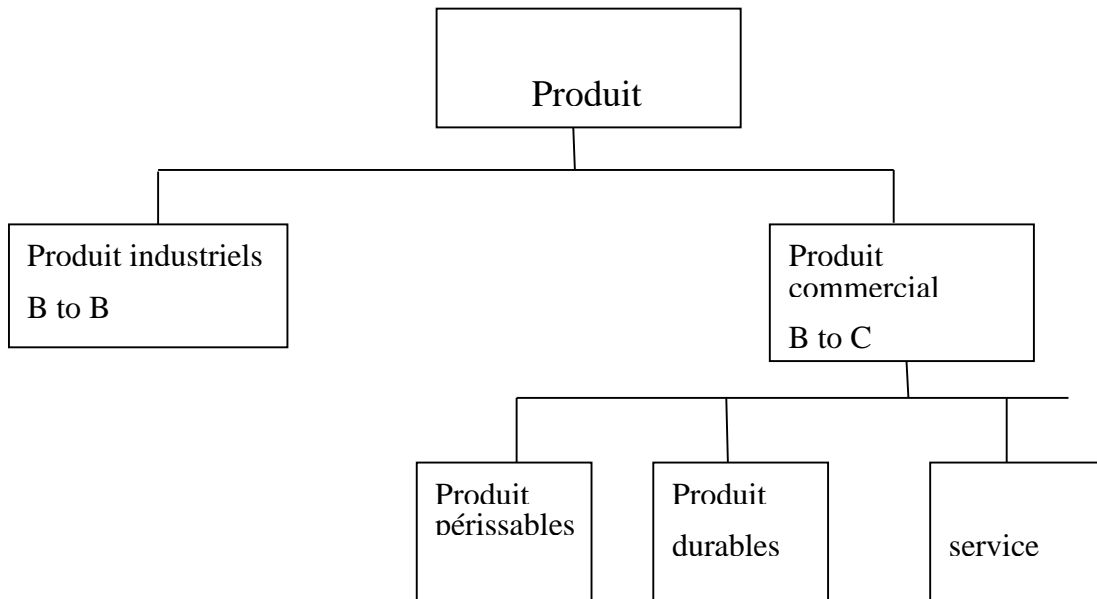 Produit
Produit industriels
B to B
Produit
commercial
B to C
Produit
périssables
Produit
durables
service